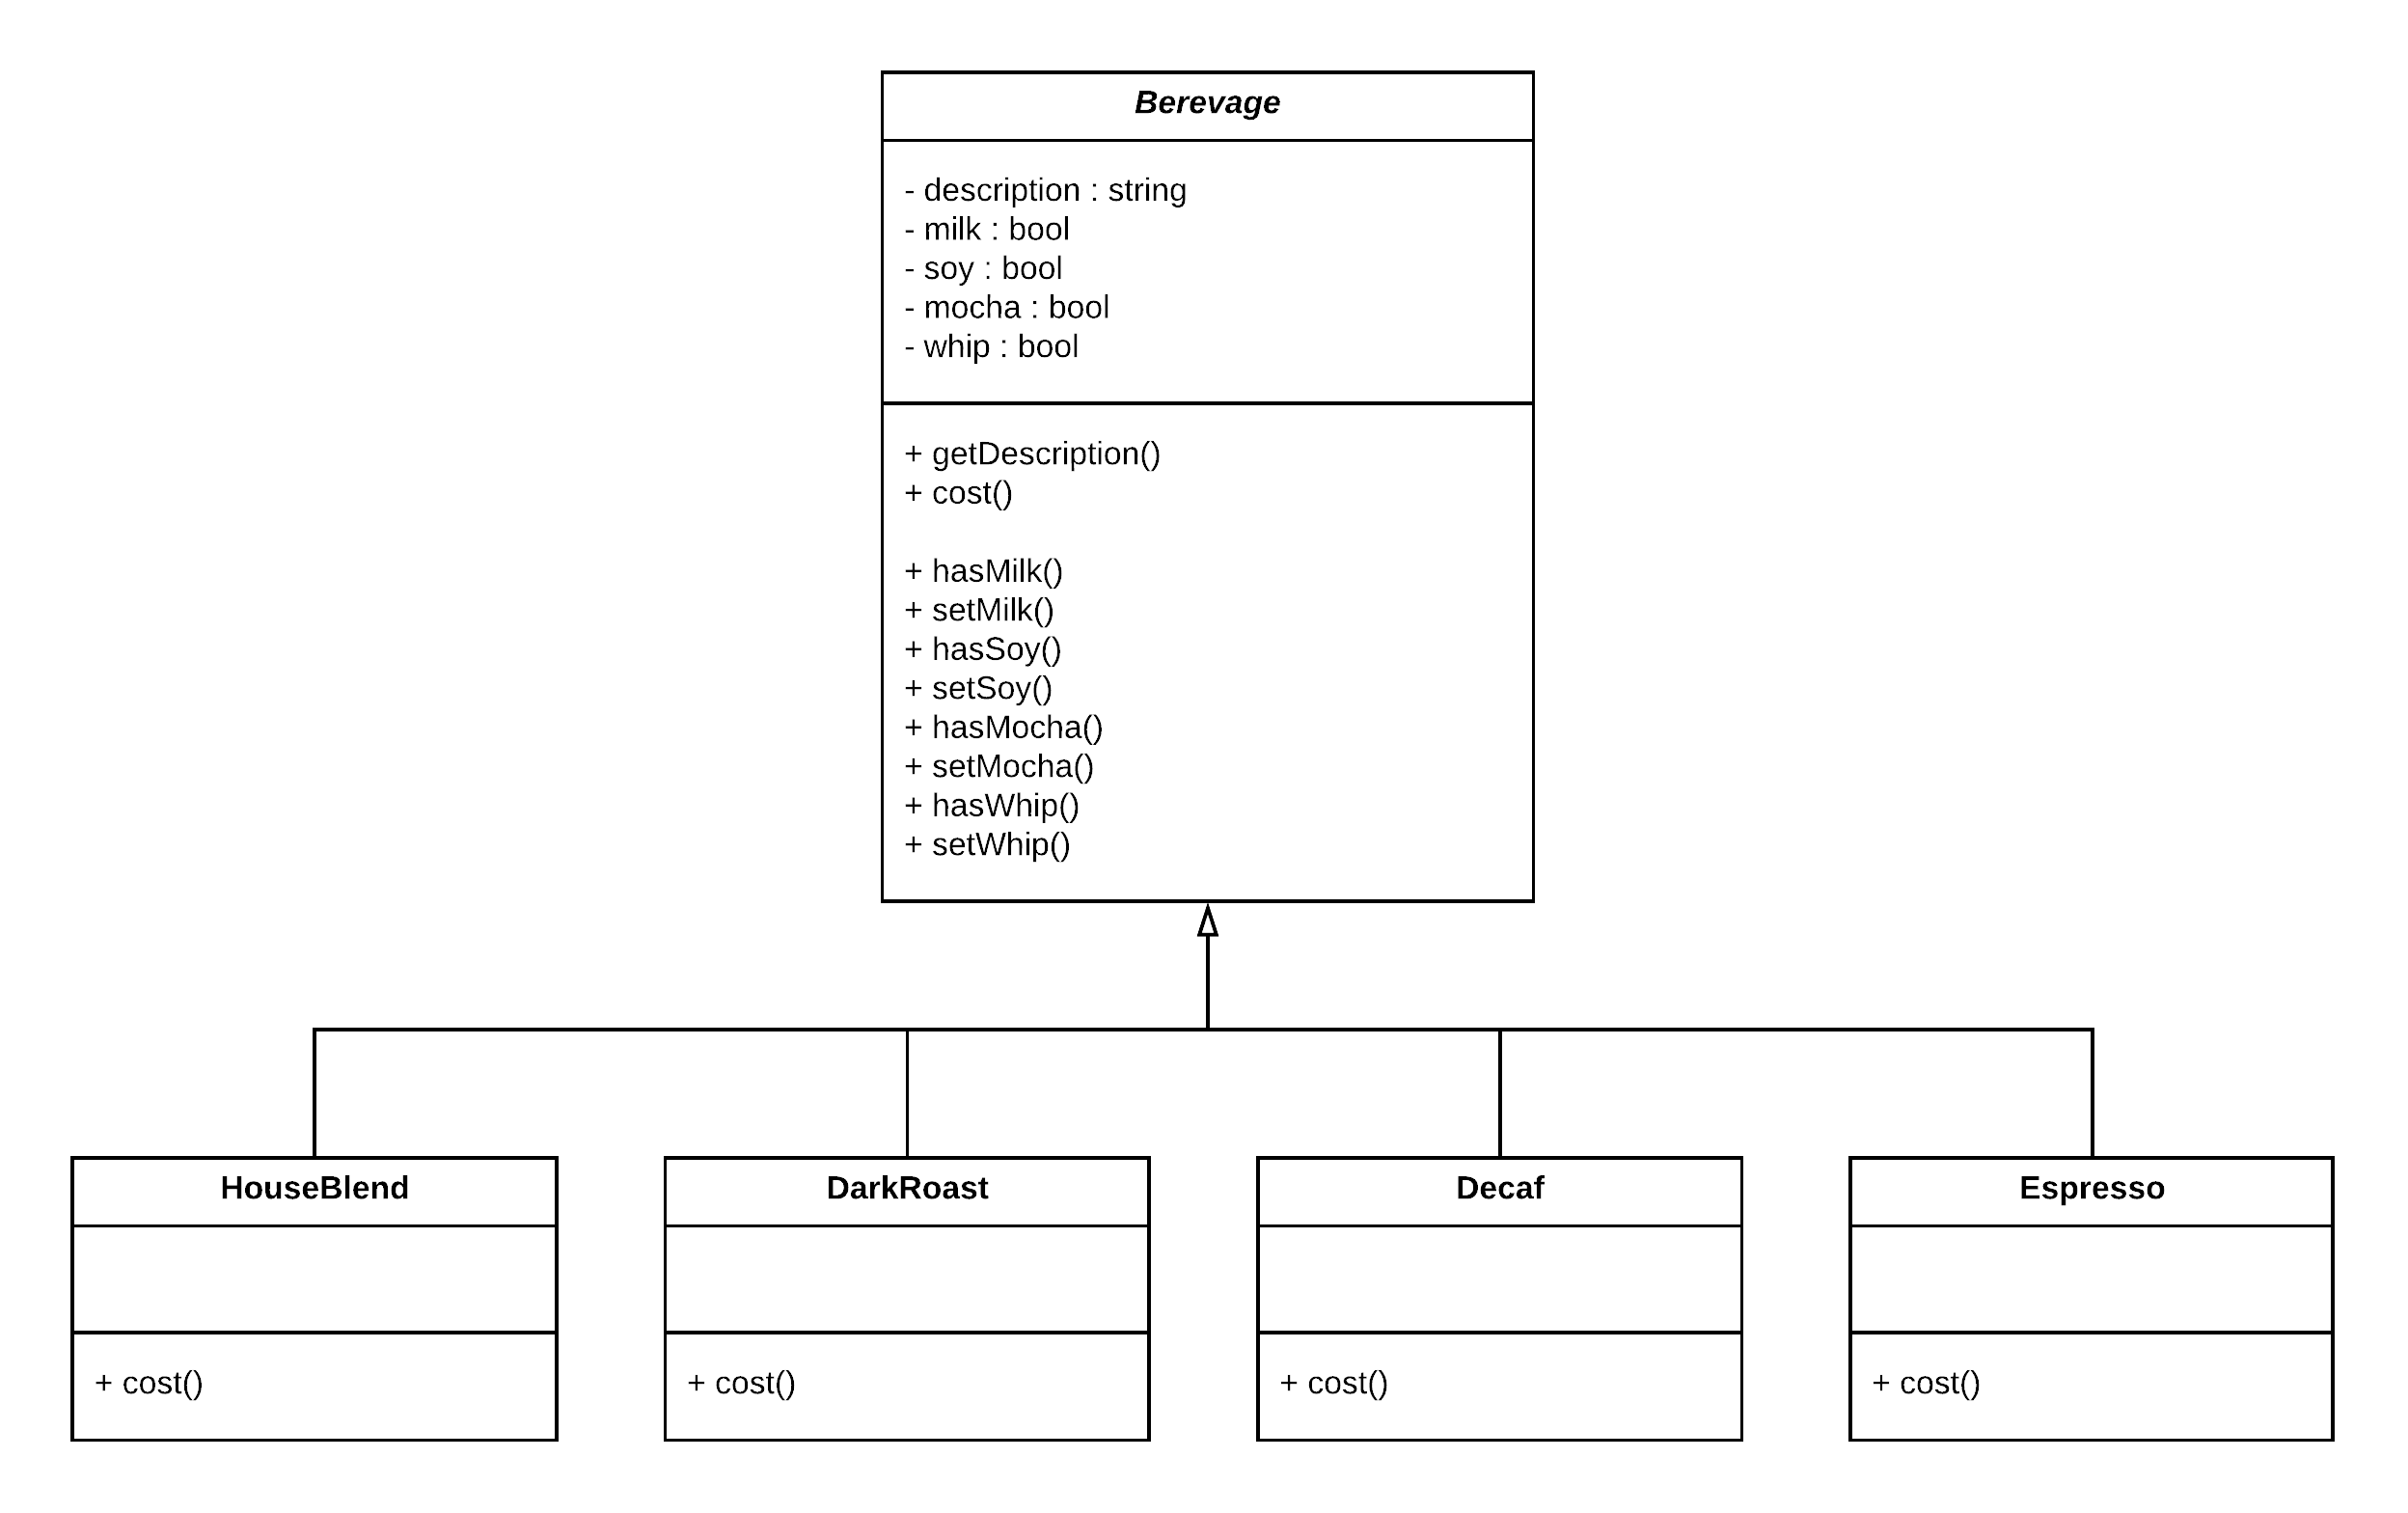 Berevage
- description : string
- milk : bool
- soy : bool
- mocha : bool
- whip : bool
+ getDescription()
+ cost()
+ hasMilk()
+ setMilk()
+ hasSoy()
+ setSoy()
+ hasMocha()
+ setMocha()
+ hasWhip()
+ setWhip()
HouseBlend
+ cost()
DarkRoast
+ cost()
Decaf
+ cost()
Espresso
+ cost()